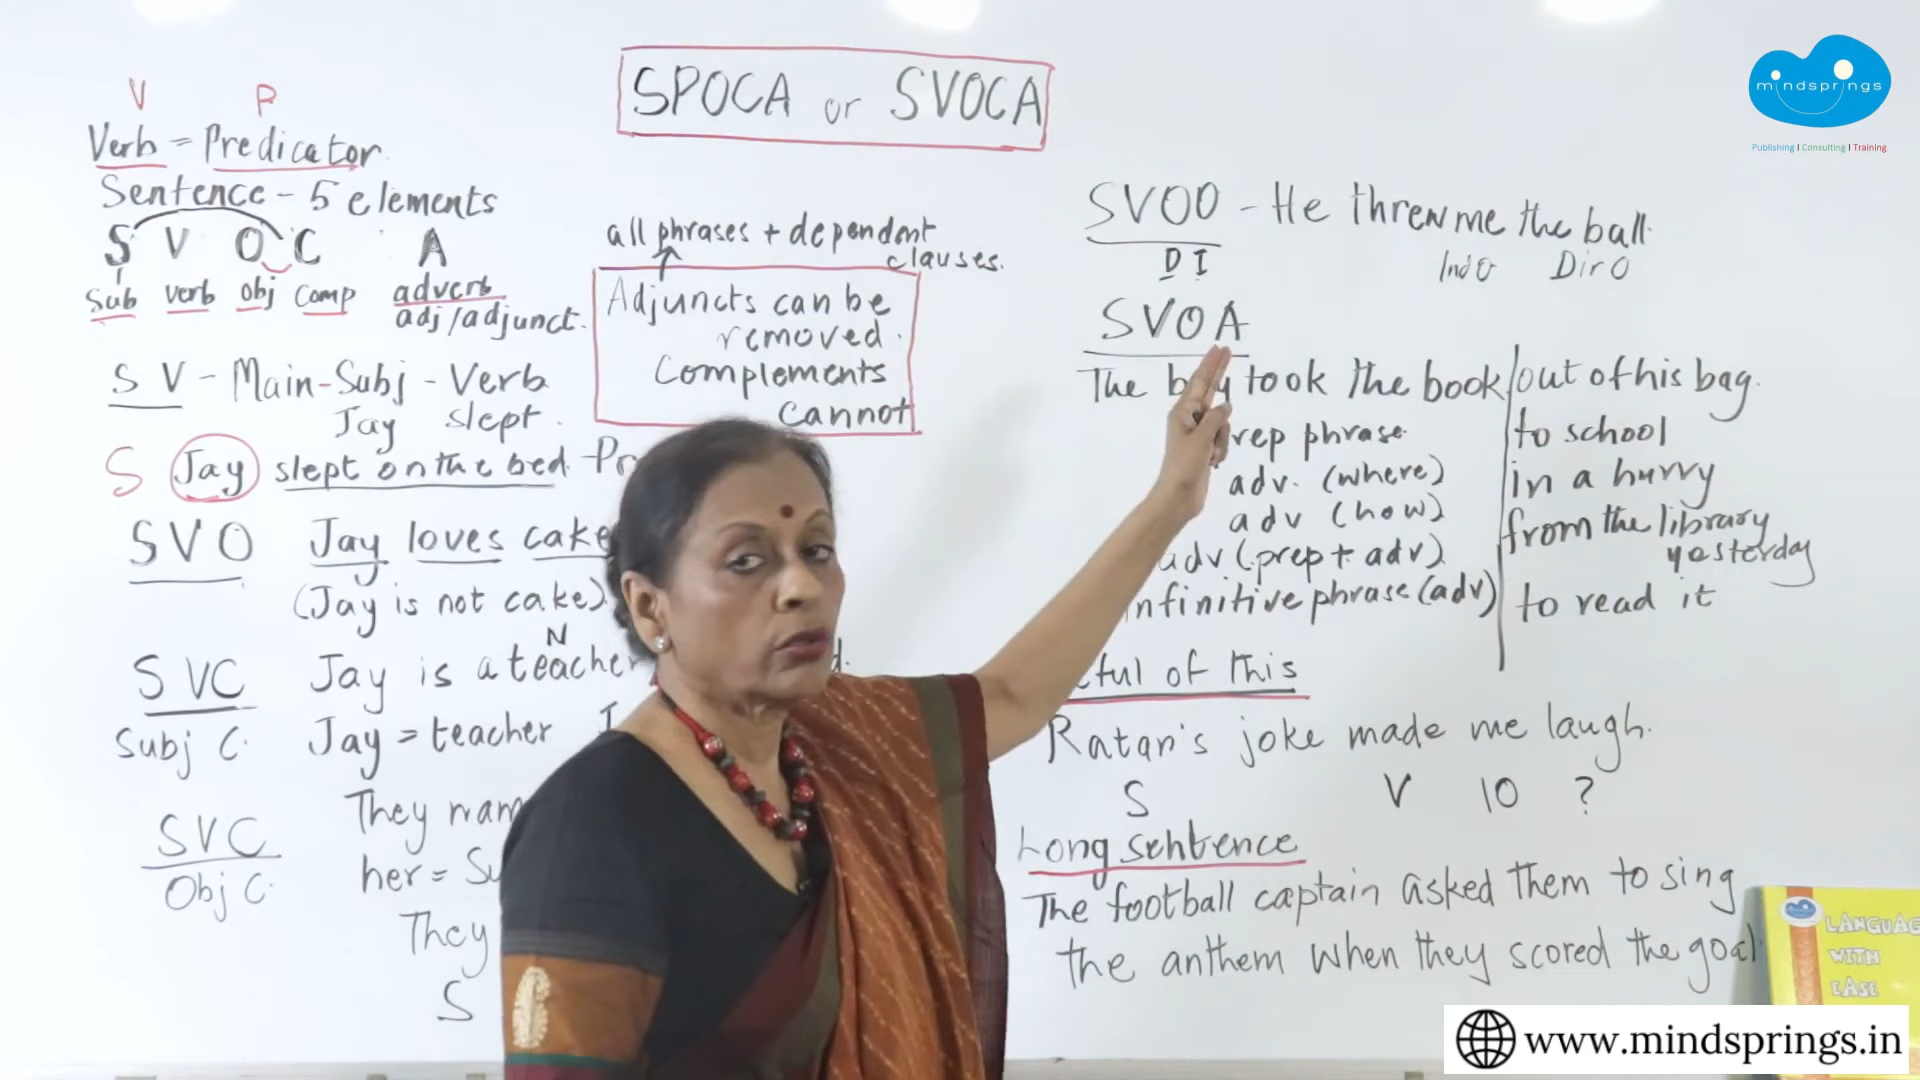 SPOCA or SVOCA
V P
Verb = Predicator
Sentence - 5 elements
S V O C A
Sub verb obj comp adverb
adj/adjunct.
S V - Main-Subj - Verb
Jay slept.
S Jay slept on the bed -
SVO Jay loves cake
(Jay is not cake)
N
SVC Jay is a teacher
Subj C. Jay = teacher
SVC They
Obj C. her =
They
S
all phrases + dependent
clauses.
Adjuncts can be
removed.
Complements
cannot
SVOO - He threw me the ball.
D I IndO DirO
SVOA
The boy took the book out of his bag.
prep phrase. to school
adv. (where) in a hurry
adv (how) from the library
adv (prep + adv) yesterday
infinitive phrase (adv) to read it
of this
Ratan's joke made me laugh.
S V IO ?
Long sentence
The football captain asked them to sing
the anthem when they scored the goal
mindsprings
Publishing | Consulting | Training
LANGUAG
WITH
EASE
www.mindsprings.in